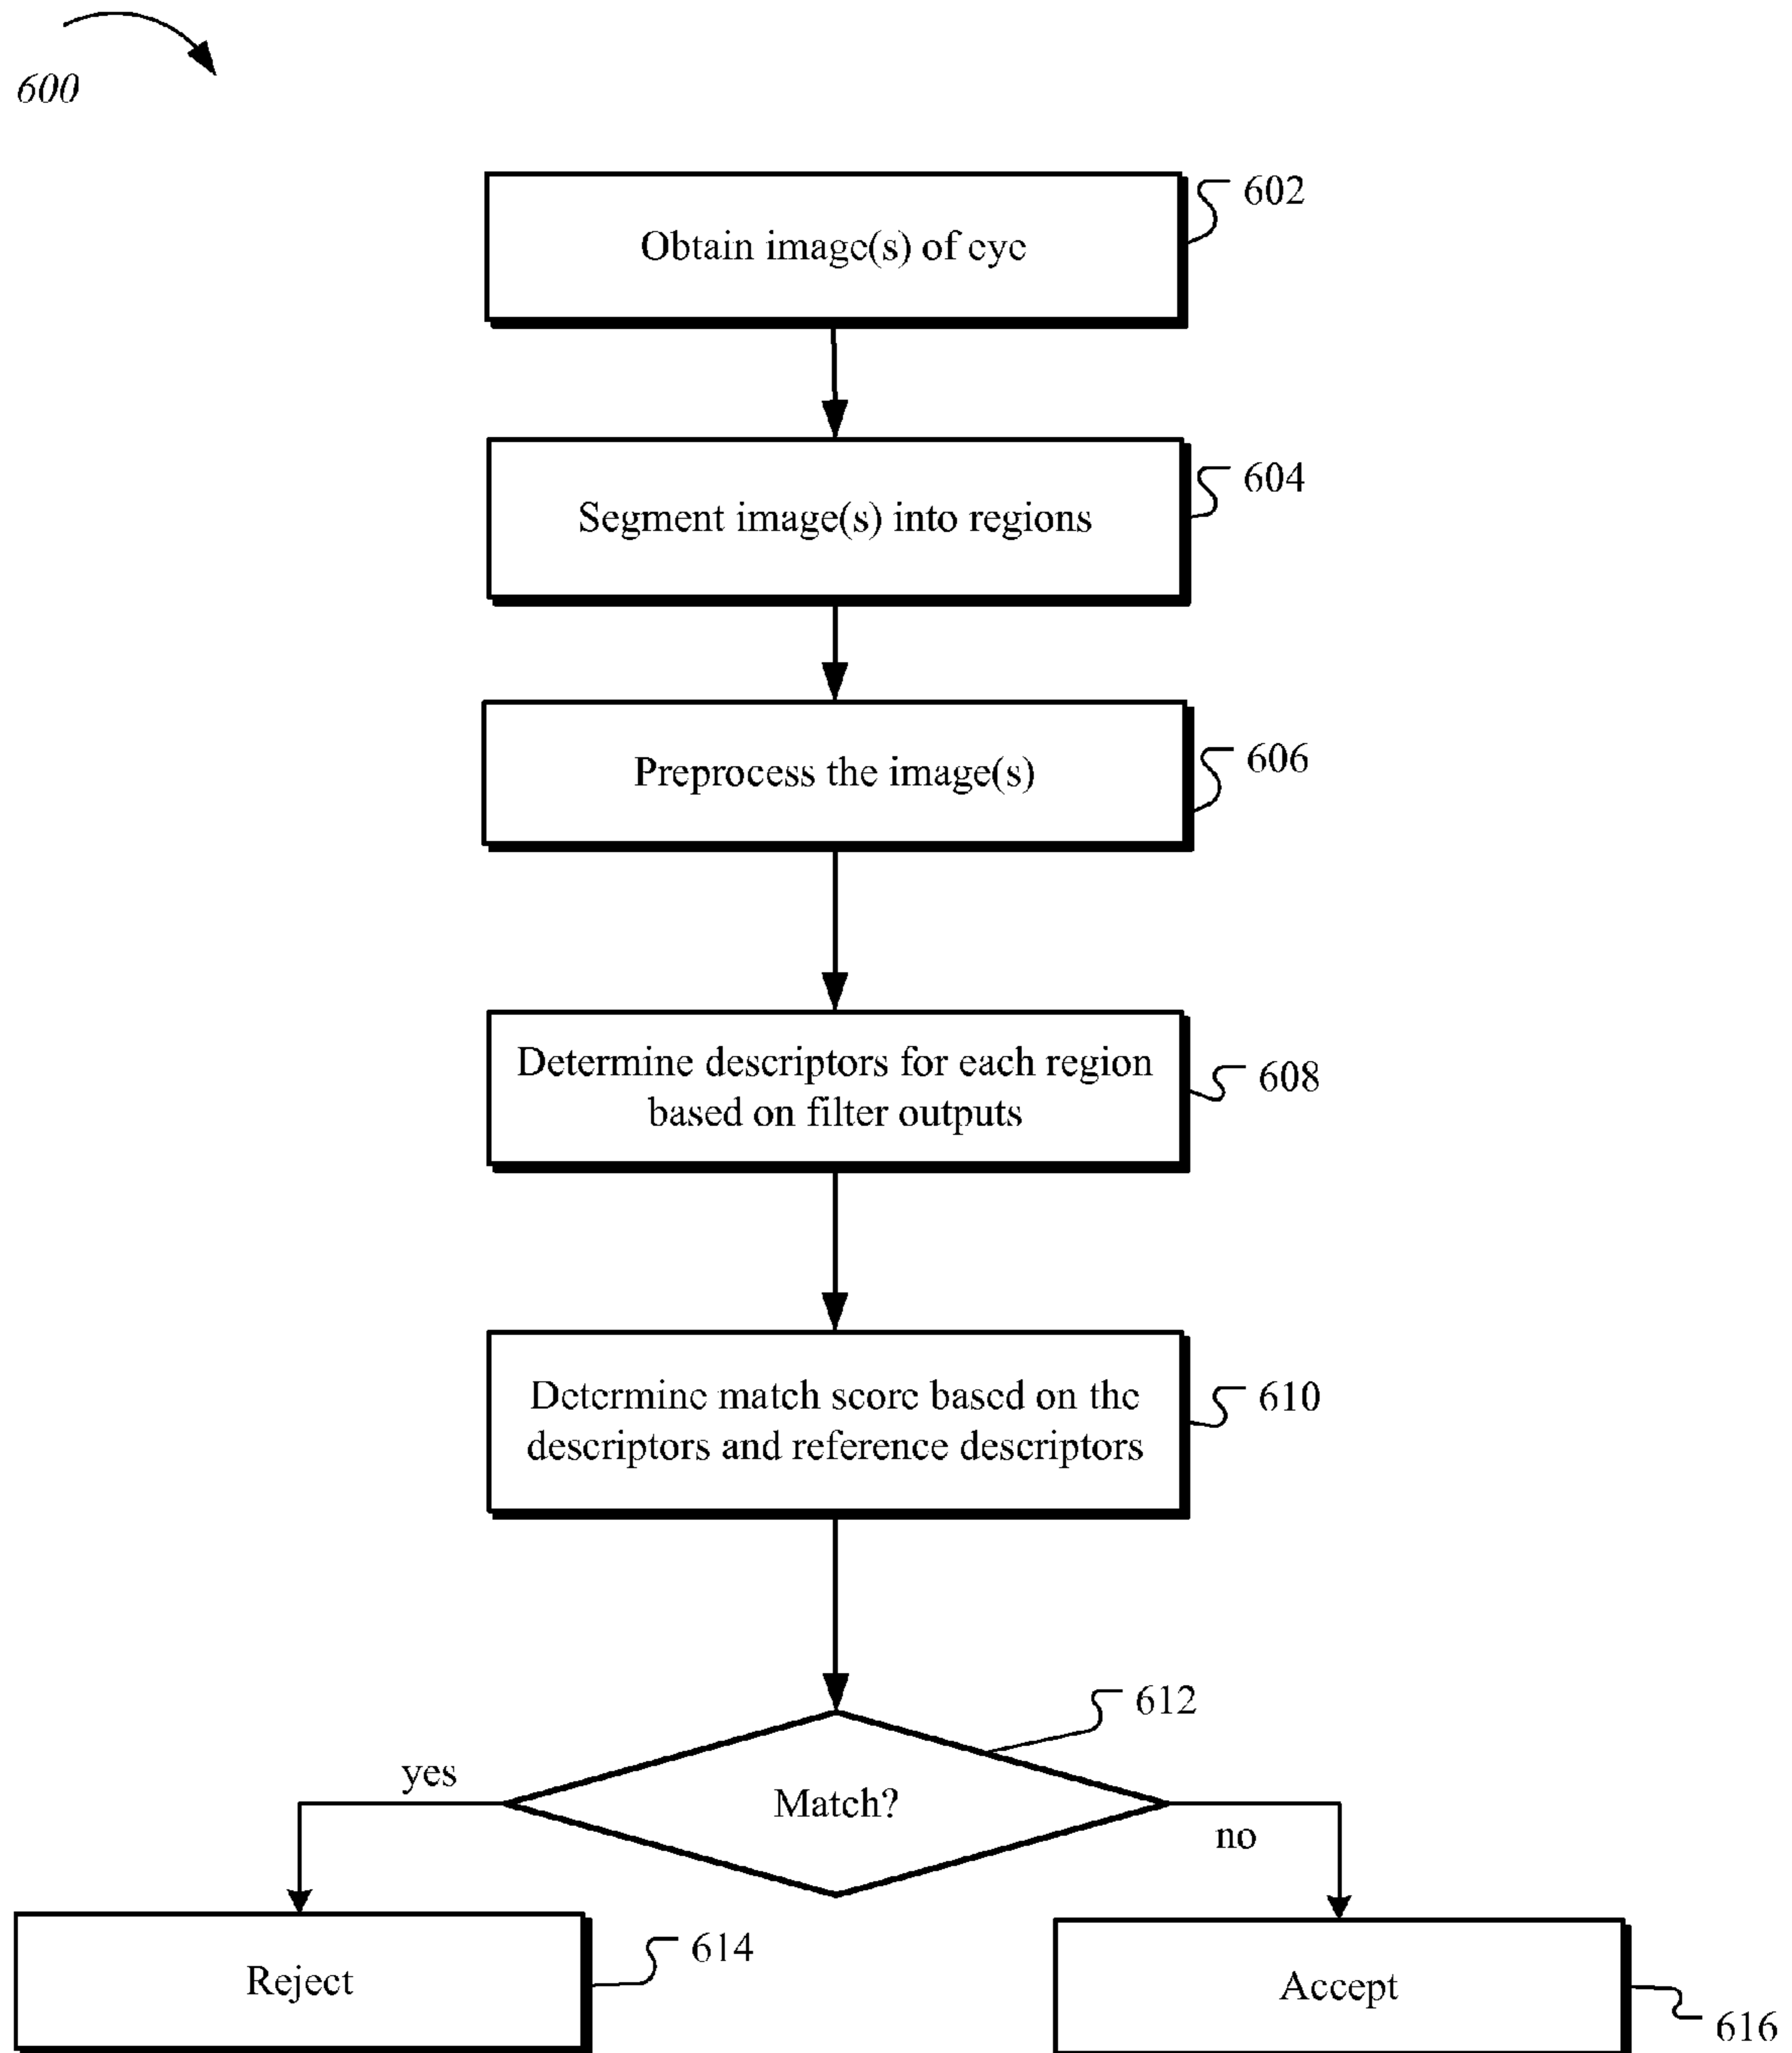 600
602
Obtain image(s) of eye
604
Segment image(s) into regions
606
Preprocess the image(s)
608
Determine descriptors for each region
based on filter outputs
610
Determine match score based on the
descriptors and reference descriptors
612
yes
Match?
no
614
Reject
Accept
616